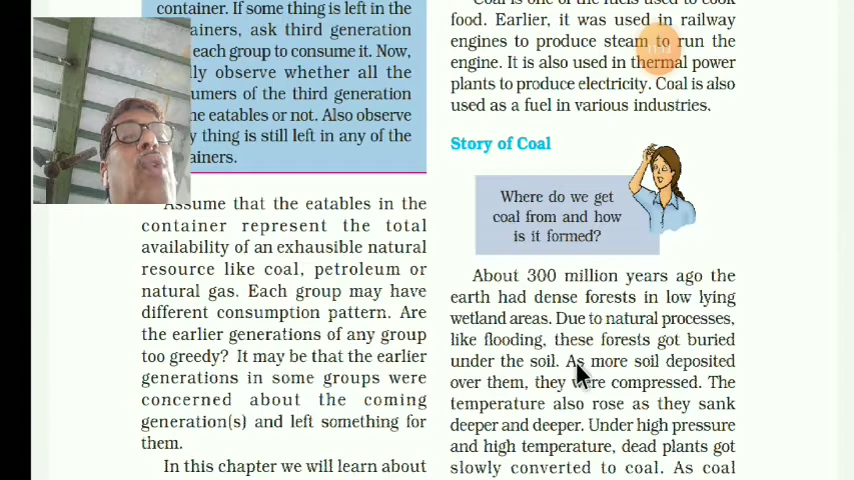 container. If some thing is left in the
ainers, ask third generation
each group to consume it. Now,
lly observe whether all the
umers of the third generation
he eatables or not. Also observe
y thing is still left in any of the
ainers.
Assume that the eatables in the
container represent the total
availability of an exhausible natural
resource like coal, petroleum or
natural gas. Each group may have
different consumption pattern. Are
the earlier generations of any group
too greedy? It may be that the earlier
generations in some groups were
concerned about the coming
generation(s) and left something for
them.
In this chapter we will learn about
Coal is one of the fuels used to cook
food. Earlier, it was used in railway
engines to produce steam to run the
engine. It is also used in thermal power
plants to produce electricity. Coal is also
used as a fuel in various industries.
Story of Coal
Where do we get
coal from and how
is it formed?
About 300 million years ago the
earth had dense forests in low lying
wetland areas. Due to natural processes,
like flooding, these forests got buried
under the soil. As more soil deposited
over them, they were compressed. The
temperature also rose as they sank
deeper and deeper. Under high pressure
and high temperature, dead plants got
slowly converted to coal. As coal